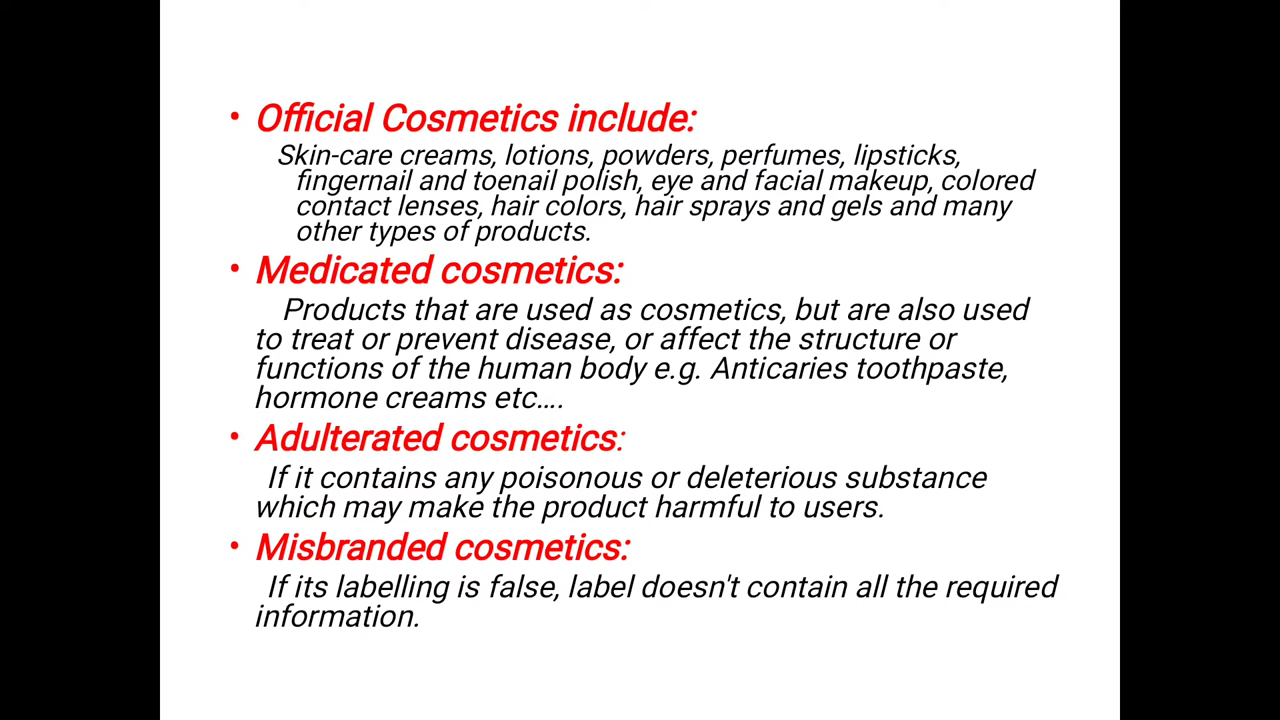 • Official Cosmetics include:
Skin-care creams, lotions, powders, perfumes, lipsticks,
fingernail and toenail polish, eye and facial makeup, colored
contact lenses, hair colors, hair sprays and gels and many
other types of products.
• Medicated cosmetics:
Products that are used as cosmetics, but are also used
to treat or prevent disease, or affect the structure or
functions of the human body e.g. Anticaries toothpaste,
hormone creams etc….
• Adulterated cosmetics:
If it contains any poisonous or deleterious substance
which may make the product harmful to users.
• Misbranded cosmetics:
If its labelling is false, label doesn't contain all the required
information.